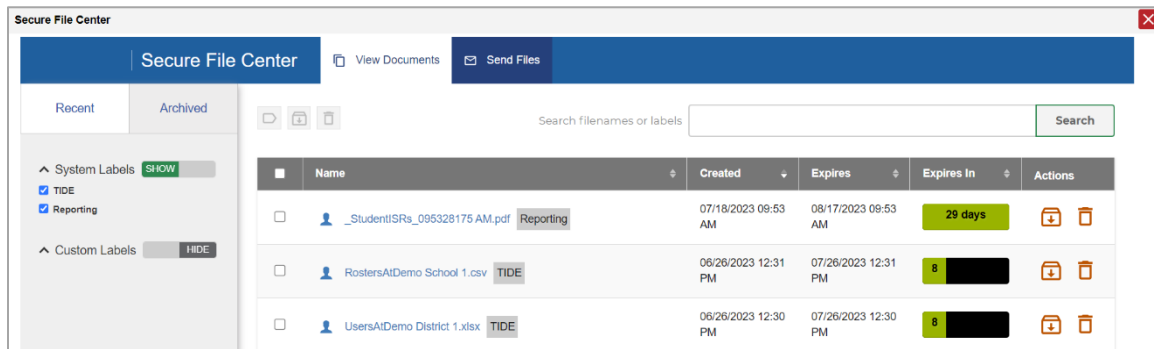 Secure File Center
Secure File Center View Documents Send Files
Recent Archived Search filenames or labels Search
System Labels SHOW
TIDE
Reporting
Custom Labels HIDE
Name Created Expires Expires In Actions
_StudentISRs_095328175 AM.pdf Reporting 07/18/2023 09:53 AM 08/17/2023 09:53 AM 29 days
RostersAtDemo School 1.csv TIDE 06/26/2023 12:31 PM 07/26/2023 12:31 PM 8
UsersAtDemo District 1.xlsx TIDE 06/26/2023 12:30 PM 07/26/2023 12:30 PM 8